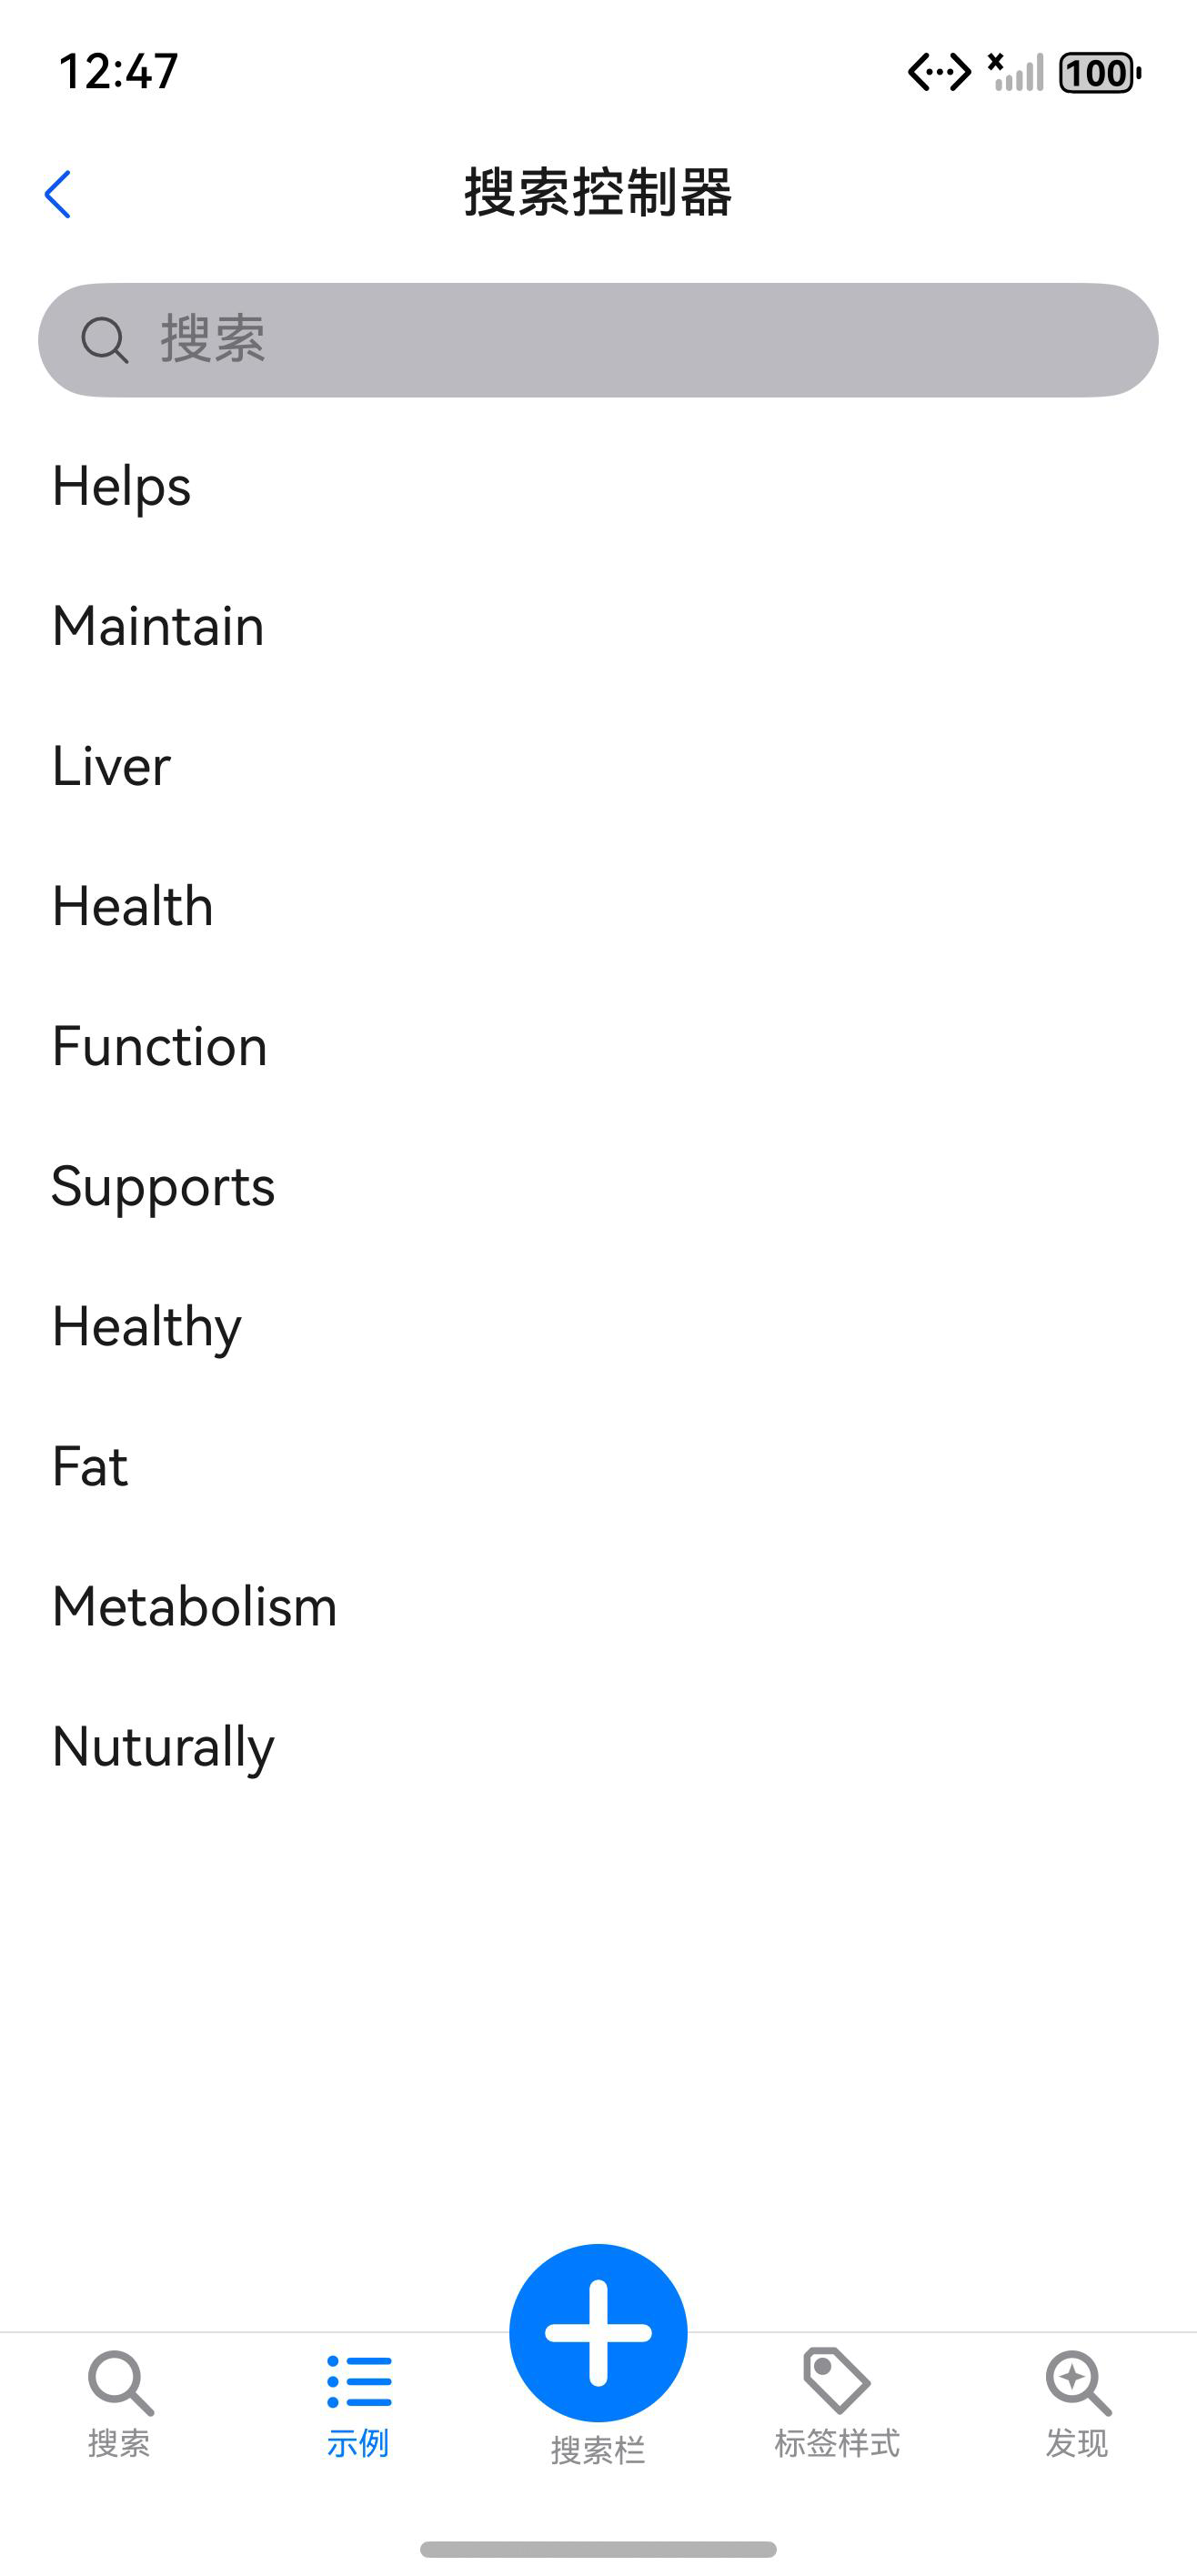 12:47
100
搜索控制器
搜索
Helps
Maintain
Liver
Health
Function
Supports
Healthy
Fat
Metabolism
Nuturally
搜索
示例
搜索栏
标签样式
发现